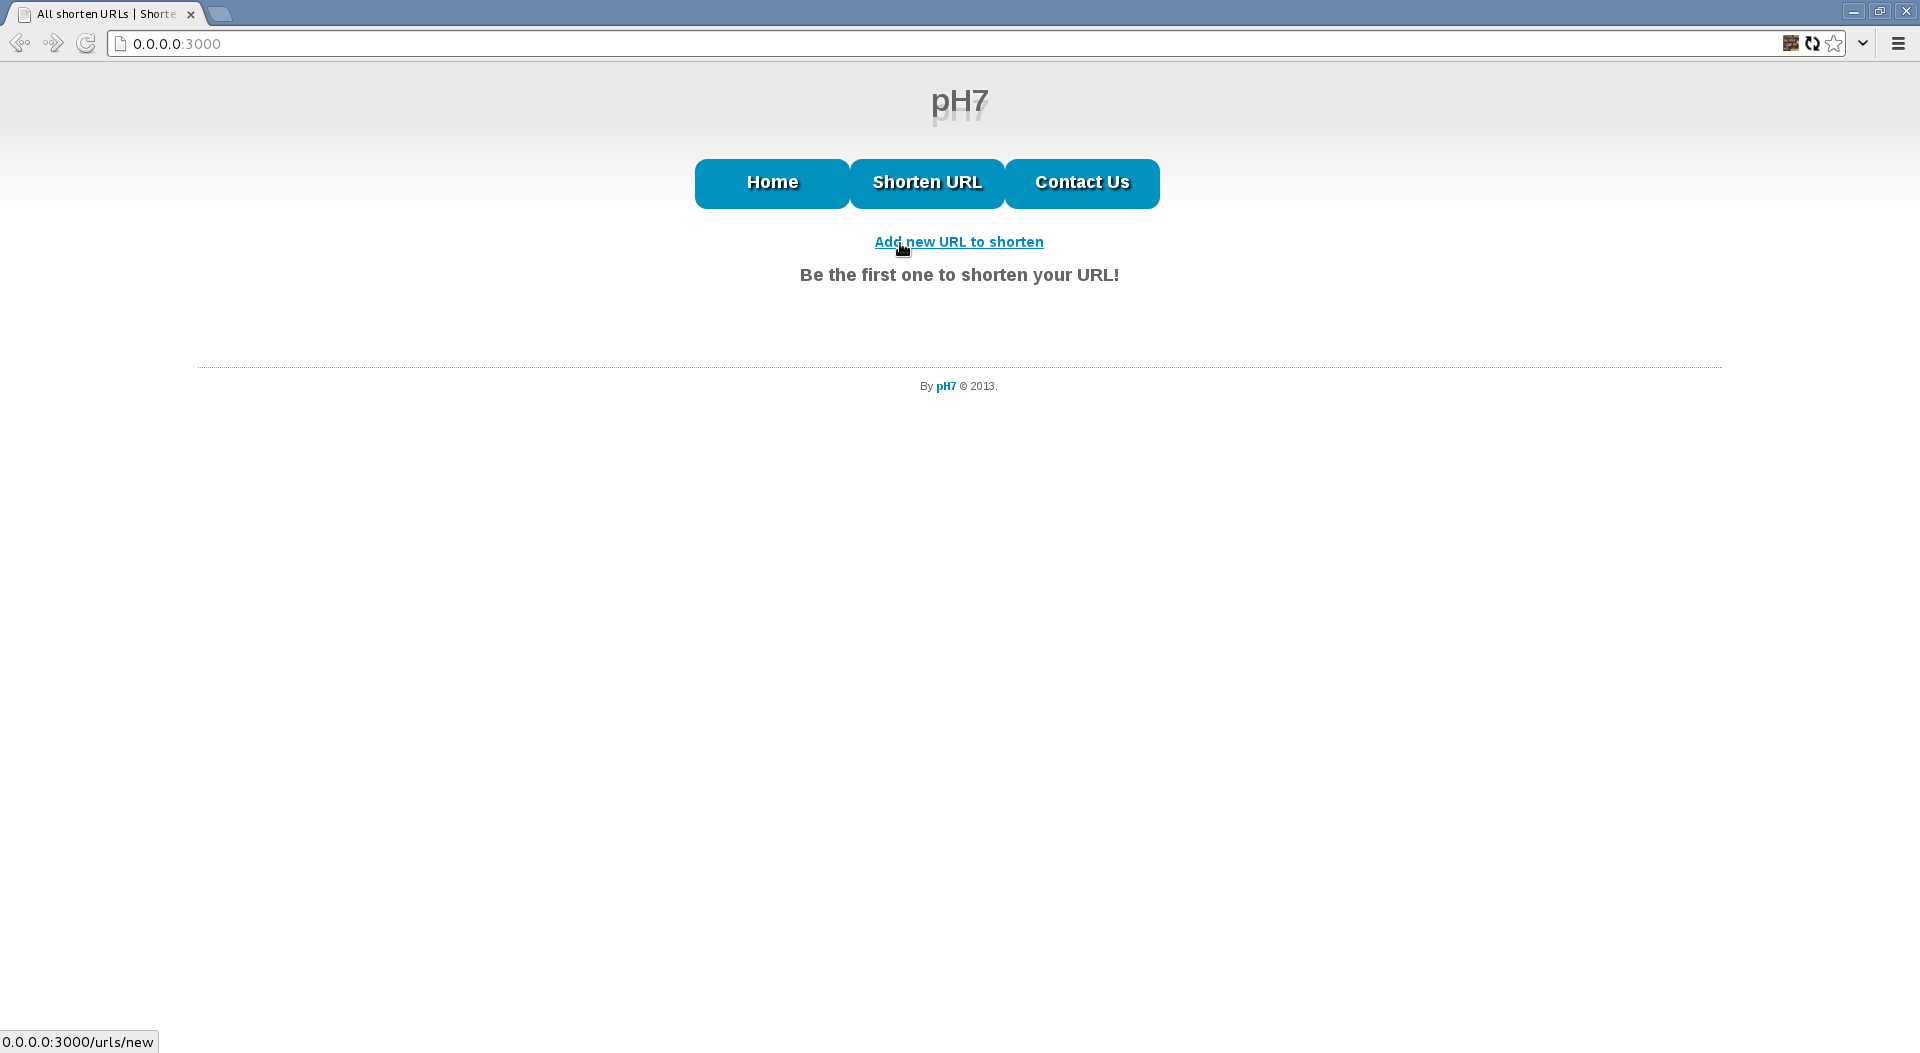 All shorten URLs | Shorte
0.0.0.0:3000
pH7
Home Shorten URL Contact Us
Add new URL to shorten
Be the first one to shorten your URL!
By pH7 © 2013.
0.0.0.0:3000/urls/new